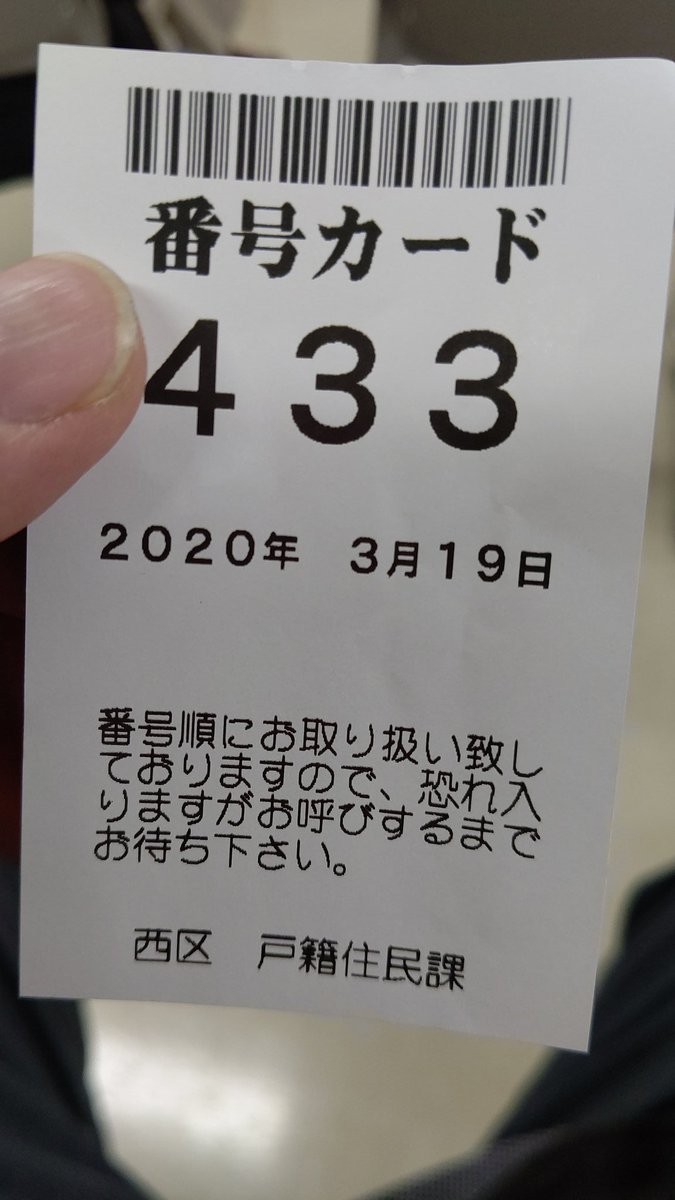 番号カード
４３３
２０２０年　３月１９日
番号順にお取り扱い致し
ておりますので、恐れ入
りますがお呼びするまで
お待ち下さい。
西区　戸籍住民課